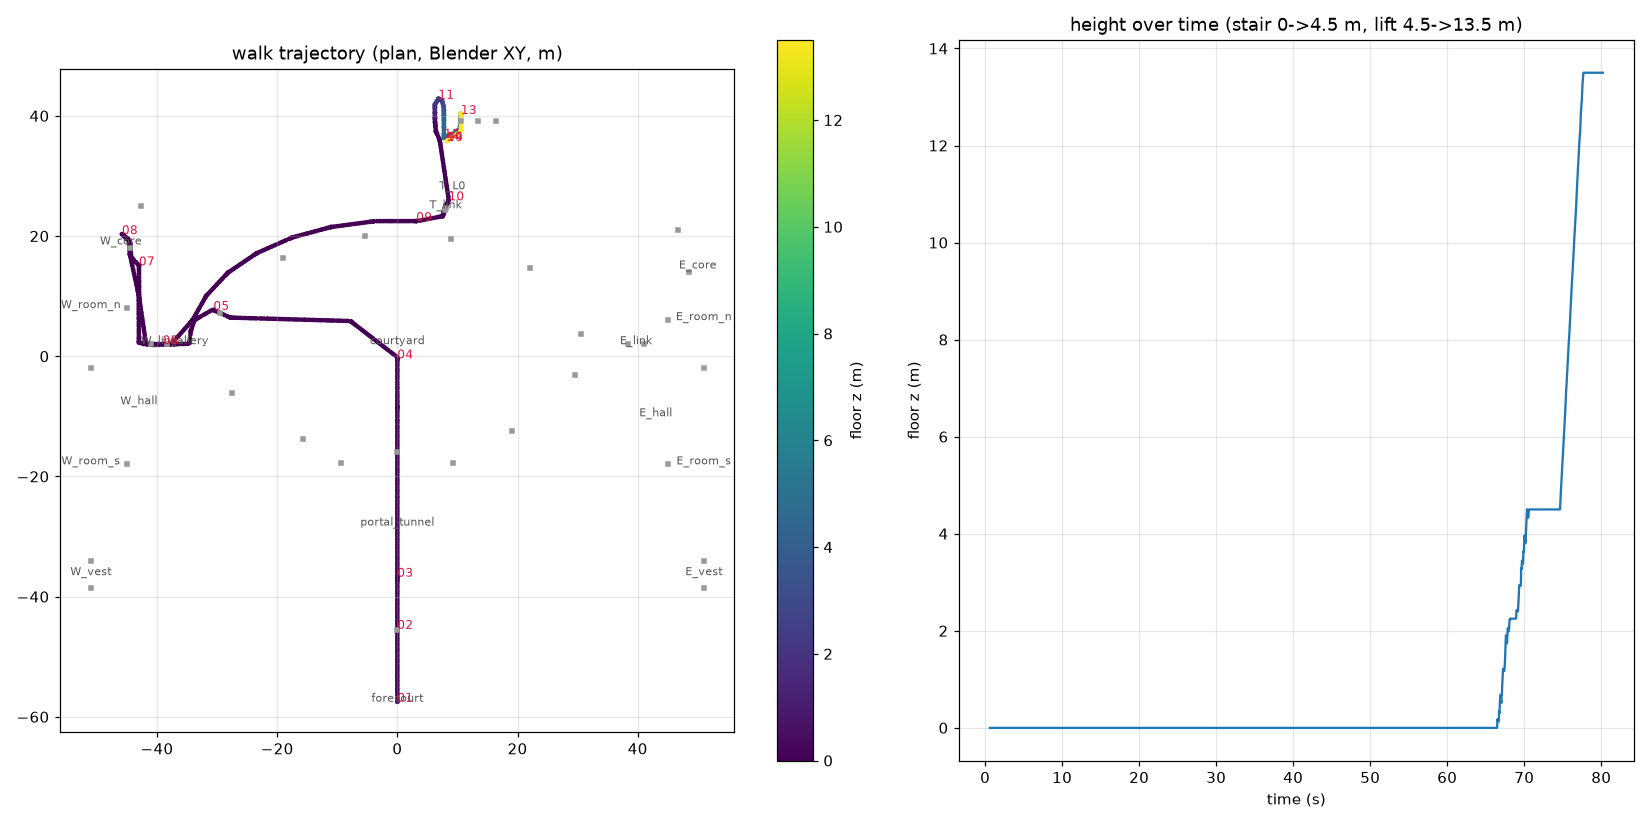 walk trajectory (plan, Blender XY, m)
40
20
0
−20
−40
−60
−40
−20
0
20
40
11
13
10
T_L0
T_link
09
08
W_core
07
W_room_n
05
courtyard
04
W_hall
W_room_s
portal_tunnel
03
W_vest
02
forecourt
01
E_core
E_room_n
E_link
E_hall
E_room_s
E_vest
12
10
8
6
4
2
0
floor z (m)
height over time (stair 0->4.5 m, lift 4.5->13.5 m)
14
12
10
8
6
4
2
0
floor z (m)
0
10
20
30
40
50
60
70
80
time (s)